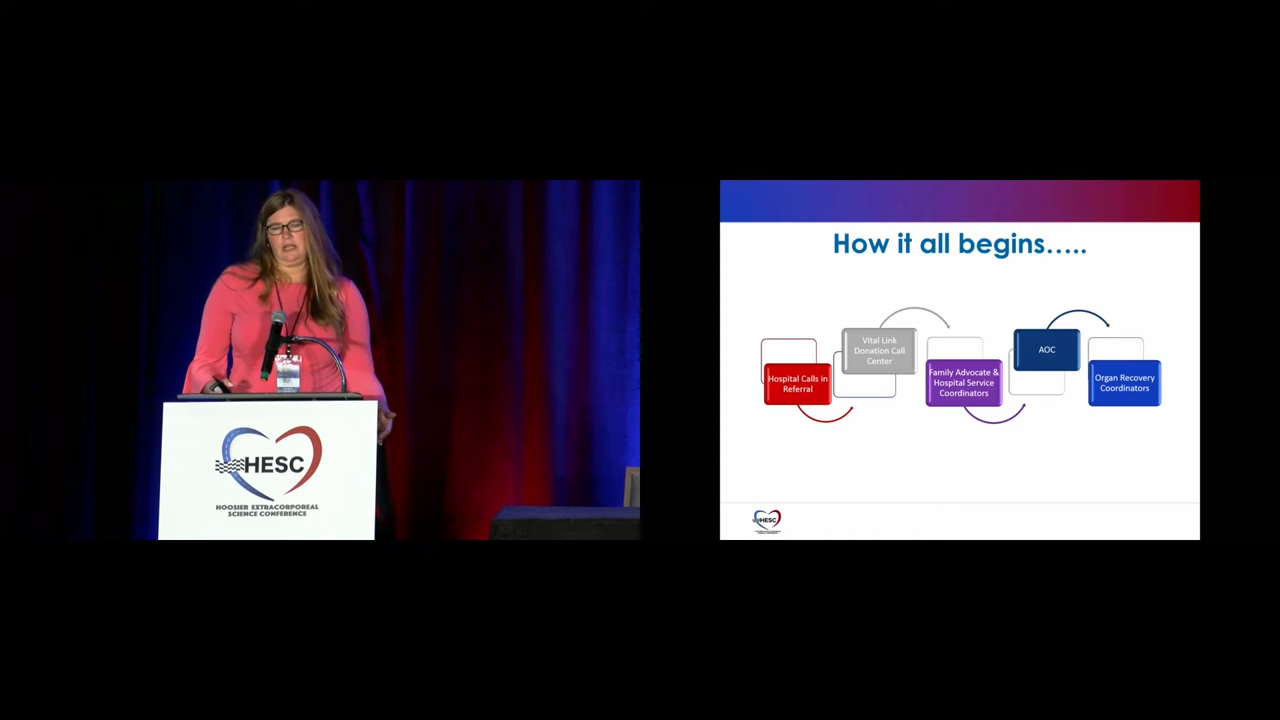 HESC
HOOSIER EXTRACORPOREAL
SCIENCE CONFERENCE
How it all begins.....
Hospital Calls in
Referral
Vital Link
Donation Call
Center
Family Advocate &
Hospital Service
Coordinators
AOC
Organ Recovery
Coordinators
HESC